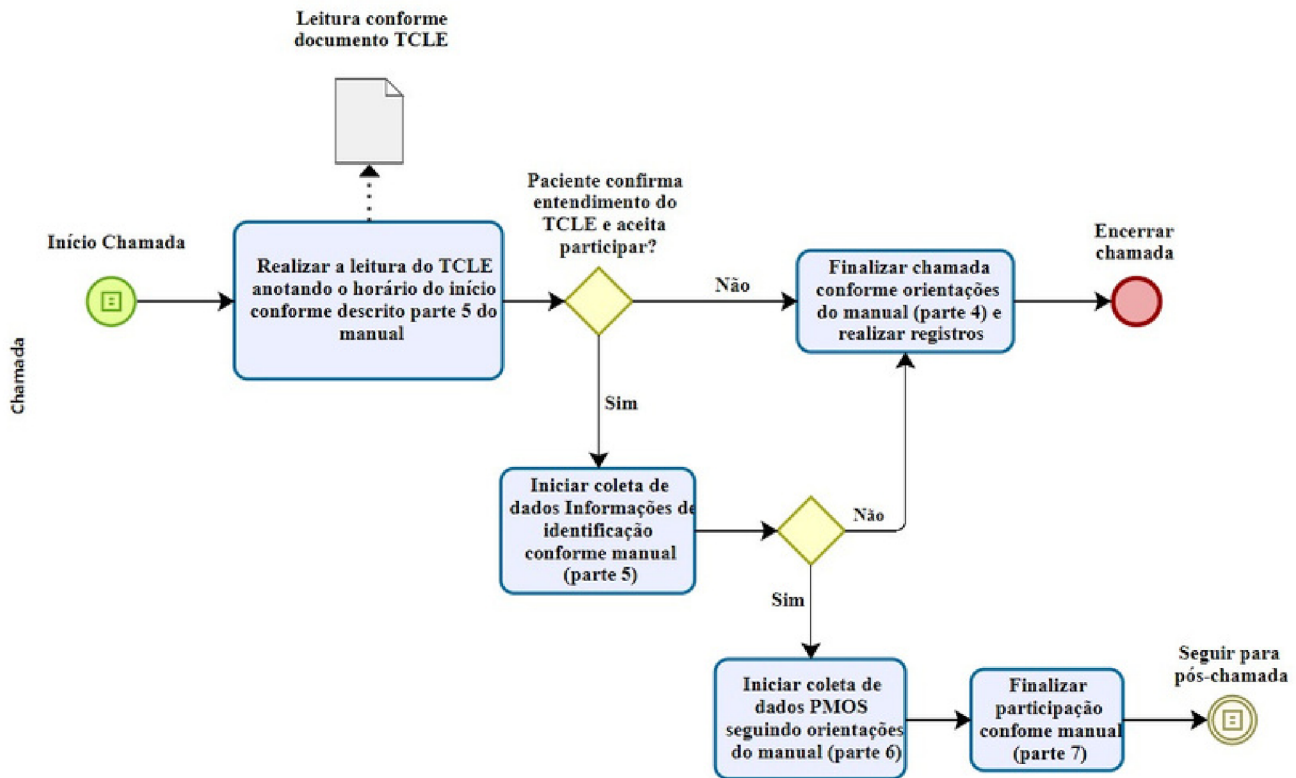 Leitura conforme
documento TCLE
Início Chamada
Realizar a leitura do TCLE
anotando o horário do início
conforme descrito parte 5 do
manual
Paciente confirma
entendimento do
TCLE e aceita
participar?
Não
Finalizar chamada
conforme orientações
do manual (parte 4) e
realizar registros
Encerrar
chamada
Chamada
Sim
Iniciar coleta de
dados Informações de
identificação
conforme manual
(parte 5)
Não
Sim
Iniciar coleta de
dados PMOS
seguindo orientações
do manual (parte 6)
Finalizar
participação
confome manual
(parte 7)
Seguir para
pós-chamada